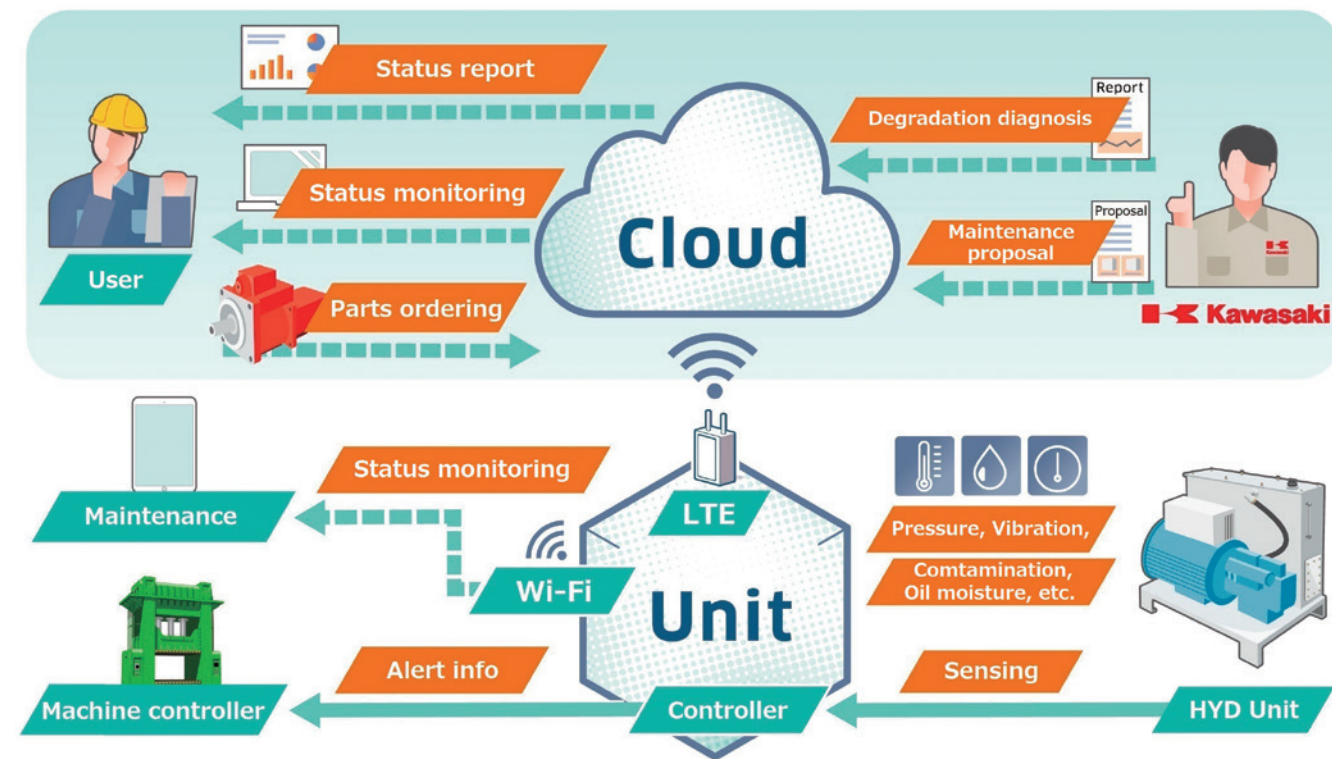 Status report
Report
Degradation diagnosis
Status monitoring
Cloud
Proposal
Maintenance
proposal
Kawasaki
User
Parts ordering
Kawasaki
Status monitoring
LTE
Maintenance
Pressure, Vibration,
Wi-Fi
Comtamination,
Oil moisture, etc.
Unit
Alert info
Sensing
Machine controller
Controller
HYD Unit